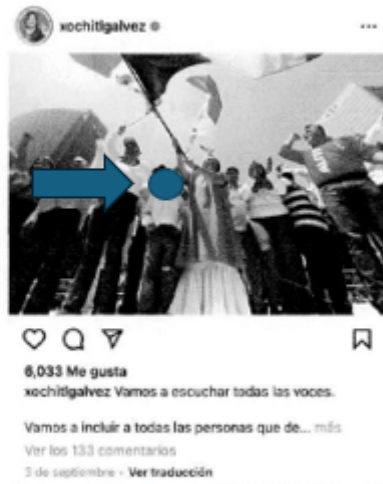 xochitlgalvez
6,033 Me gusta
xochitlgalvez Vamos a escuchar todas las voces.
Vamos a incluir a todas las personas que de... más
Ver los 133 comentarios
3 de septiembre • Ver traducción